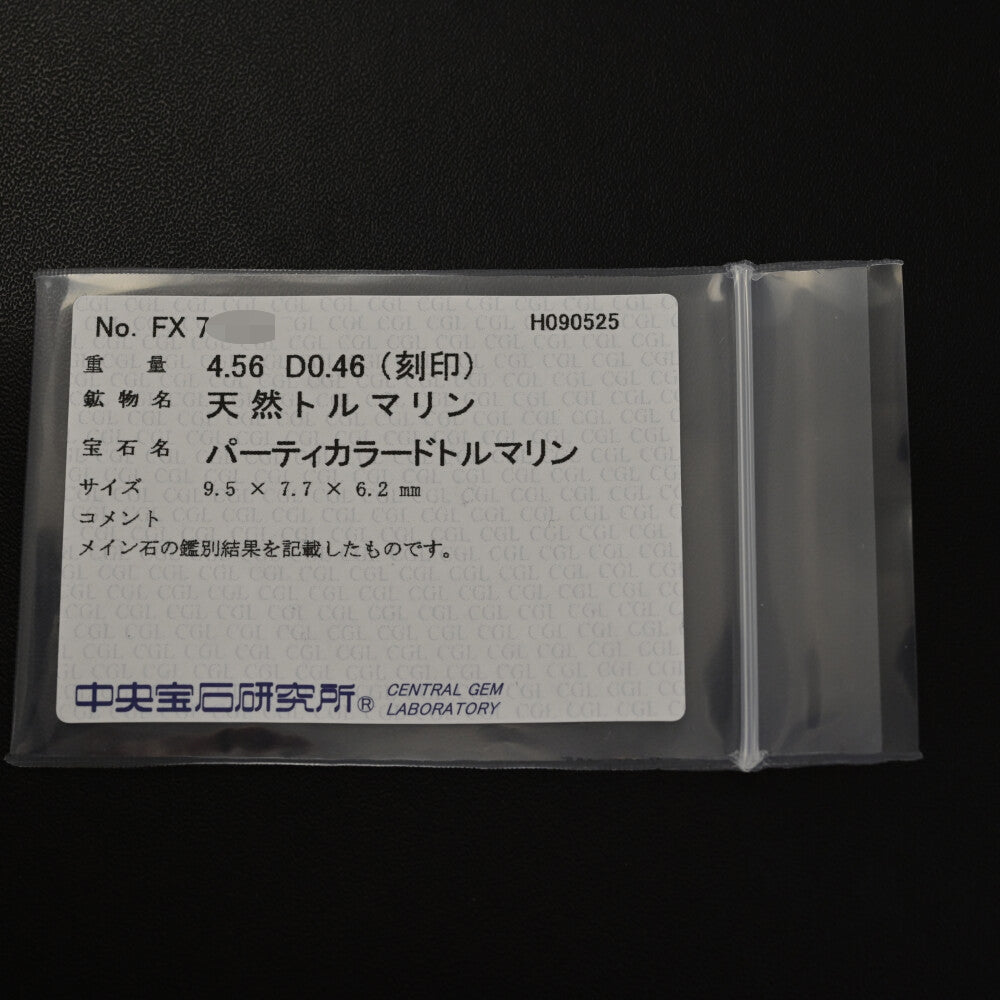 No. FX 7
H090525
重 量 4.56 D0.46 (刻印)
鉱 物 名 天 然 ト ル マ リ ン
宝 石 名 パーティカラードトルマリン
サイズ 9.5 × 7.7 × 6.2 mm
コメント
メイン石の鑑別結果を記載したものです。
中央宝石研究所® CENTRAL GEM
LABORATORY